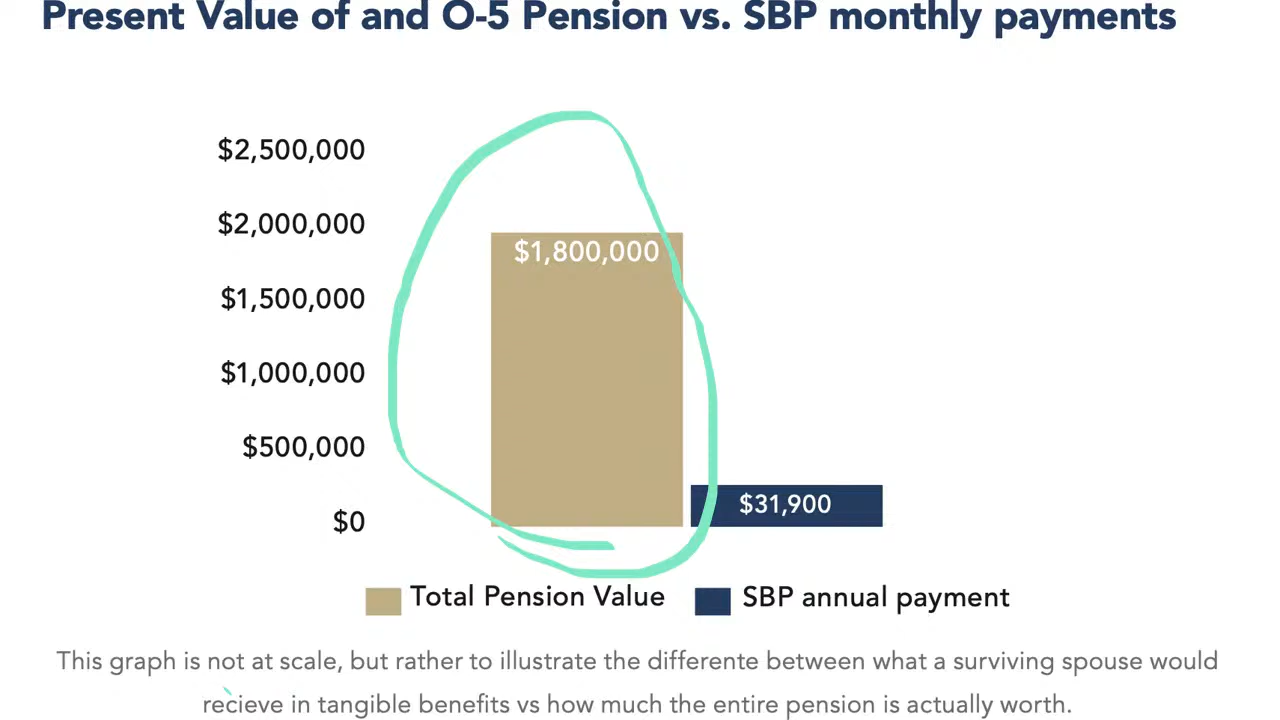 Present Value of and O-5 Pension vs. SBP monthly payments
$2,500,000
$2,000,000
$1,800,000
$1,500,000
$1,000,000
$500,000
$31,900
$0
Total Pension Value
SBP annual payment
This graph is not at scale, but rather to illustrate the differente between what a surviving spouse would
recieve in tangible benefits vs how much the entire pension is actually worth.